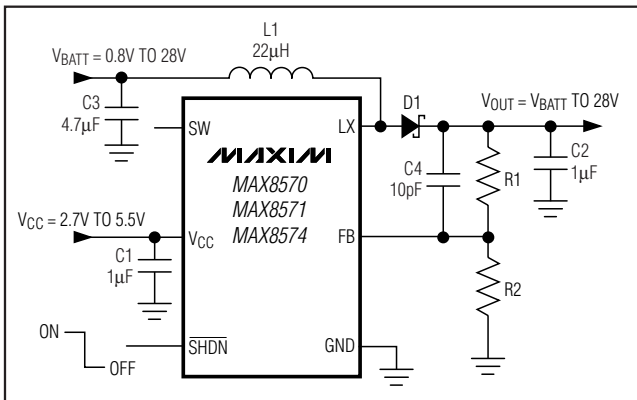 L1
22µH
VBATT = 0.8V TO 28V
C3
4.7µF
SW
LX
D1
VOUT = VBATT TO 28V
MAXIM
MAX8570
MAX8571
MAX8574
C4
10pF
R1
C2
1µF
VCC = 2.7V TO 5.5V
VCC
FB
C1
1µF
R2
ON
OFF
SHDN
GND